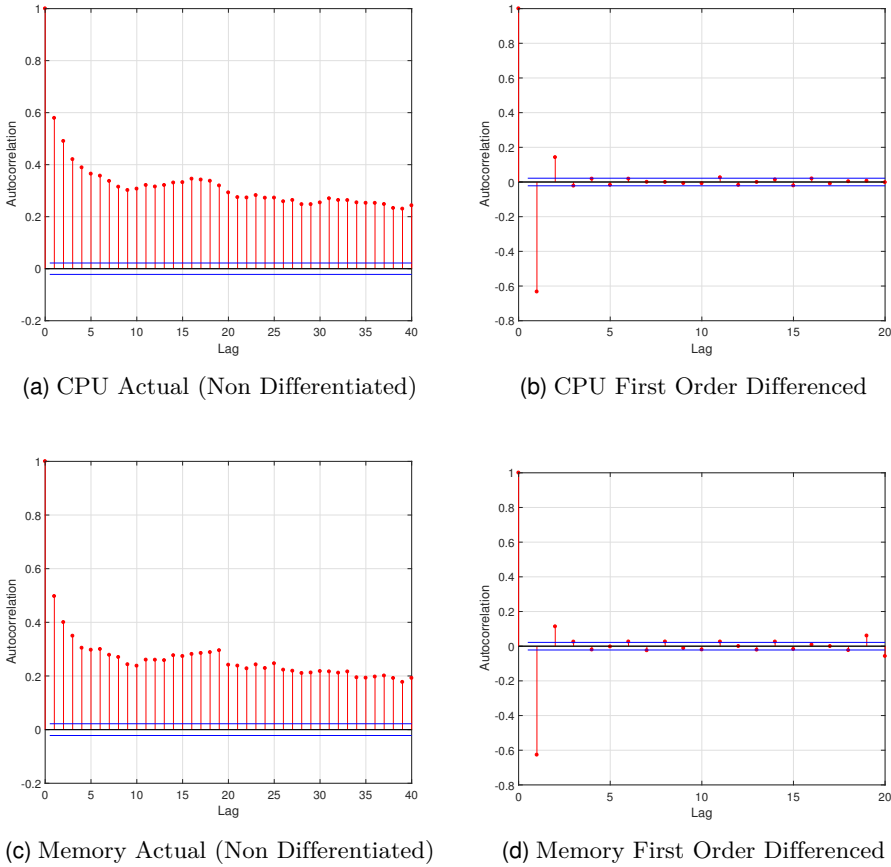 1
0.8
0.6
0.4
0.2
0
-0.2
Autocorrelation
0 5 10 15 20 25 30 35 40
Lag
(a) CPU Actual (Non Differentiated)
1
0.8
0.6
0.4
0.2
0
-0.2
-0.4
-0.6
-0.8
Autocorrelation
0 5 10 15 20
Lag
(b) CPU First Order Differenced
1
0.8
0.6
0.4
0.2
0
-0.2
Autocorrelation
0 5 10 15 20 25 30 35 40
Lag
(c) Memory Actual (Non Differentiated)
1
0.8
0.6
0.4
0.2
0
-0.2
-0.4
-0.6
-0.8
Autocorrelation
0 5 10 15 20
Lag
(d) Memory First Order Differenced